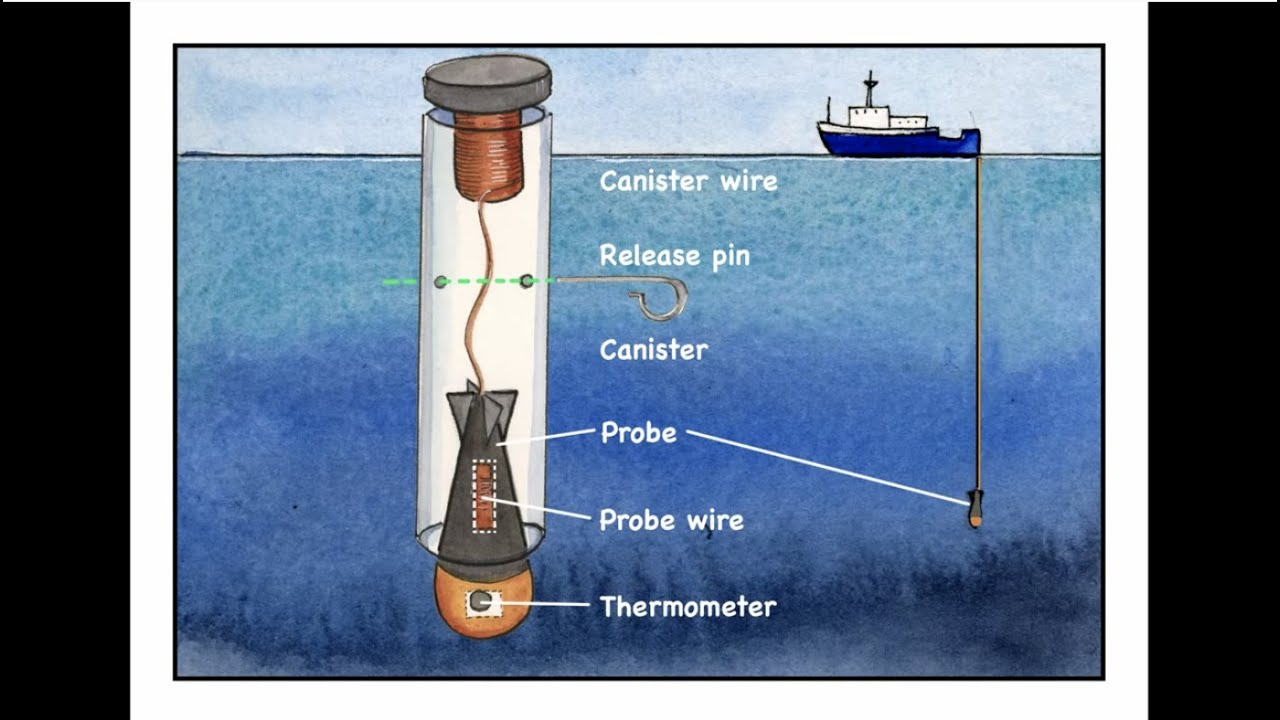 Canister wire
Release pin
Canister
Probe
Probe wire
Thermometer